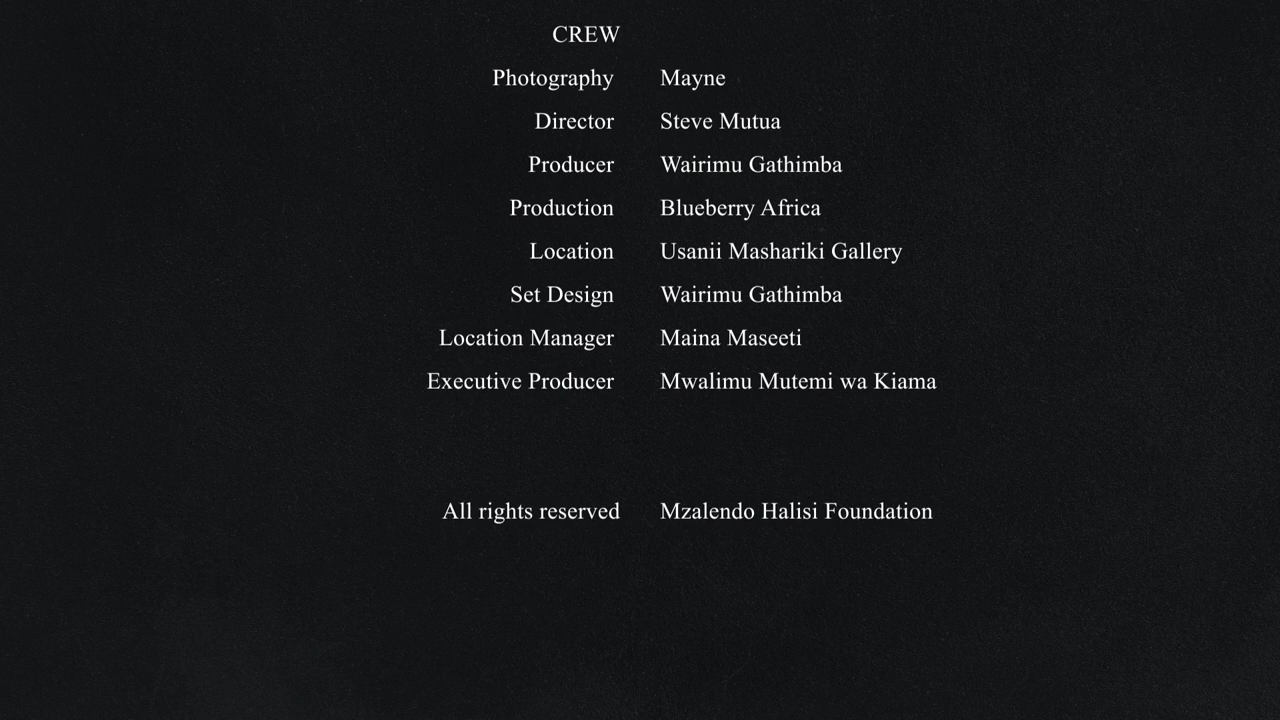 CREW
Photography Mayne
Director Steve Mutua
Producer Wairimu Gathimba
Production Blueberry Africa
Location Usanii Mashariki Gallery
Set Design Wairimu Gathimba
Location Manager Maina Maseeti
Executive Producer Mwalimu Mutemi wa Kiama
All rights reserved Mzalendo Halisi Foundation